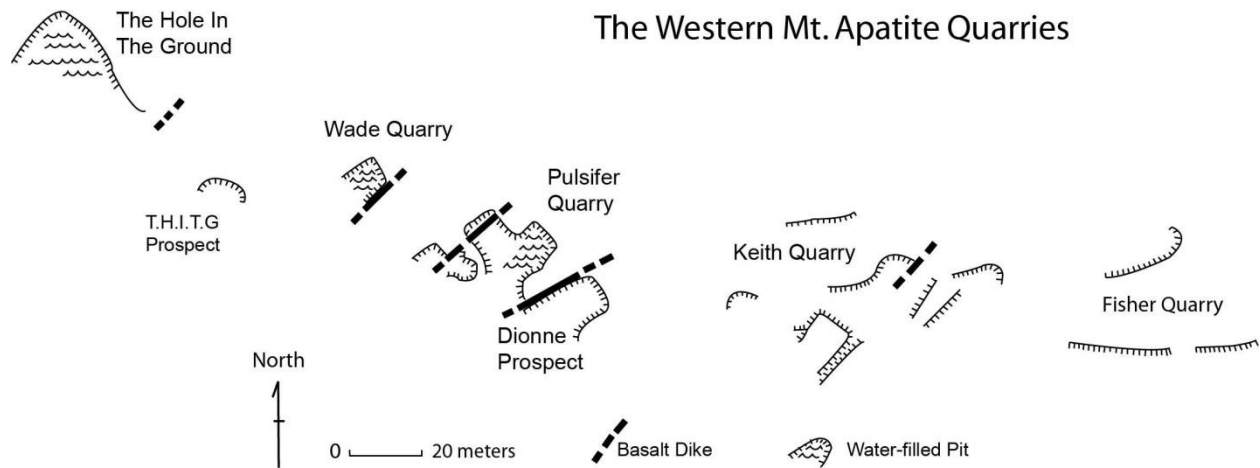 The Western Mt. Apatite Quarries
The Hole In
The Ground
Wade Quarry
Pulsifer
Quarry
T.H.I.T.G
Prospect
Keith Quarry
Fisher Quarry
Dionne
Prospect
North
0 20 meters
Basalt Dike
Water-filled Pit